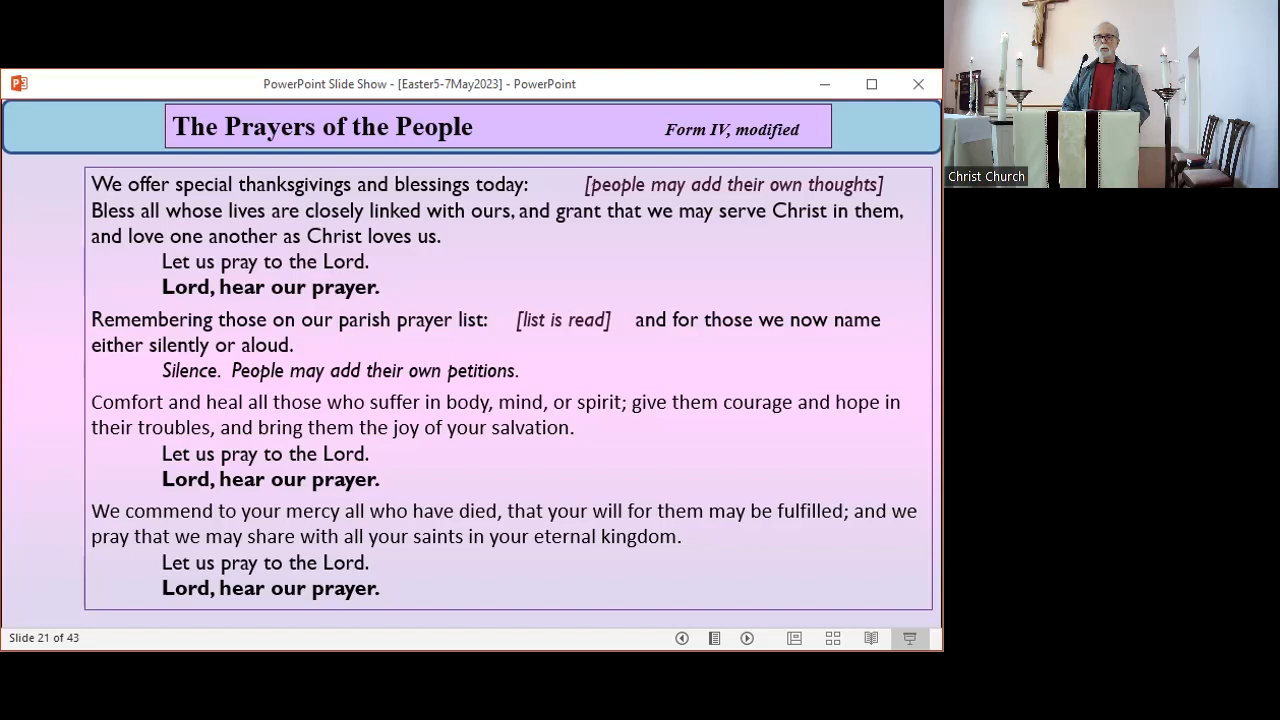 PowerPoint Slide Show - [Easter5-7May2023] - PowerPoint
The Prayers of the People Form IV, modified
We offer special thanksgivings and blessings today: [people may add their own thoughts]
Bless all whose lives are closely linked with ours, and grant that we may serve Christ in them,
and love one another as Christ loves us.
Let us pray to the Lord.
Lord, hear our prayer.
Remembering those on our parish prayer list: [list is read] and for those we now name
either silently or aloud.
Silence. People may add their own petitions.
Comfort and heal all those who suffer in body, mind, or spirit; give them courage and hope in
their troubles, and bring them the joy of your salvation.
Let us pray to the Lord.
Lord, hear our prayer.
We commend to your mercy all who have died, that your will for them may be fulfilled; and we
pray that we may share with all your saints in your eternal kingdom.
Let us pray to the Lord.
Lord, hear our prayer.
Slide 21 of 43
Christ Church